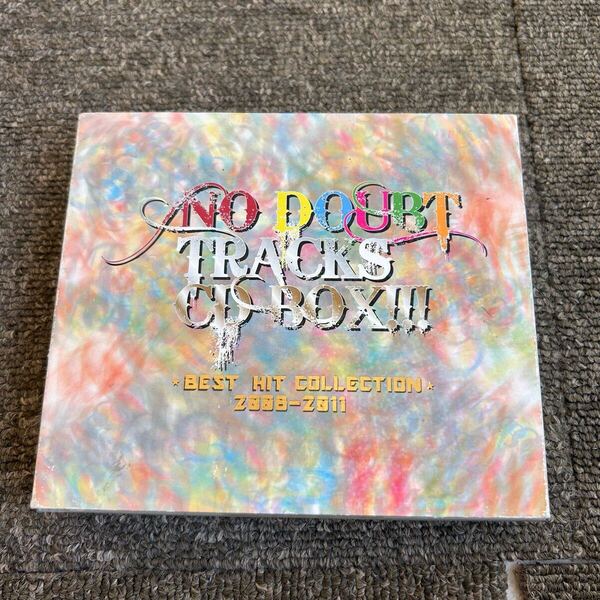 NO DOUBT
TRACKS
CD BOX!!!
★ BEST HIT COLLECTION ★
2008-2011